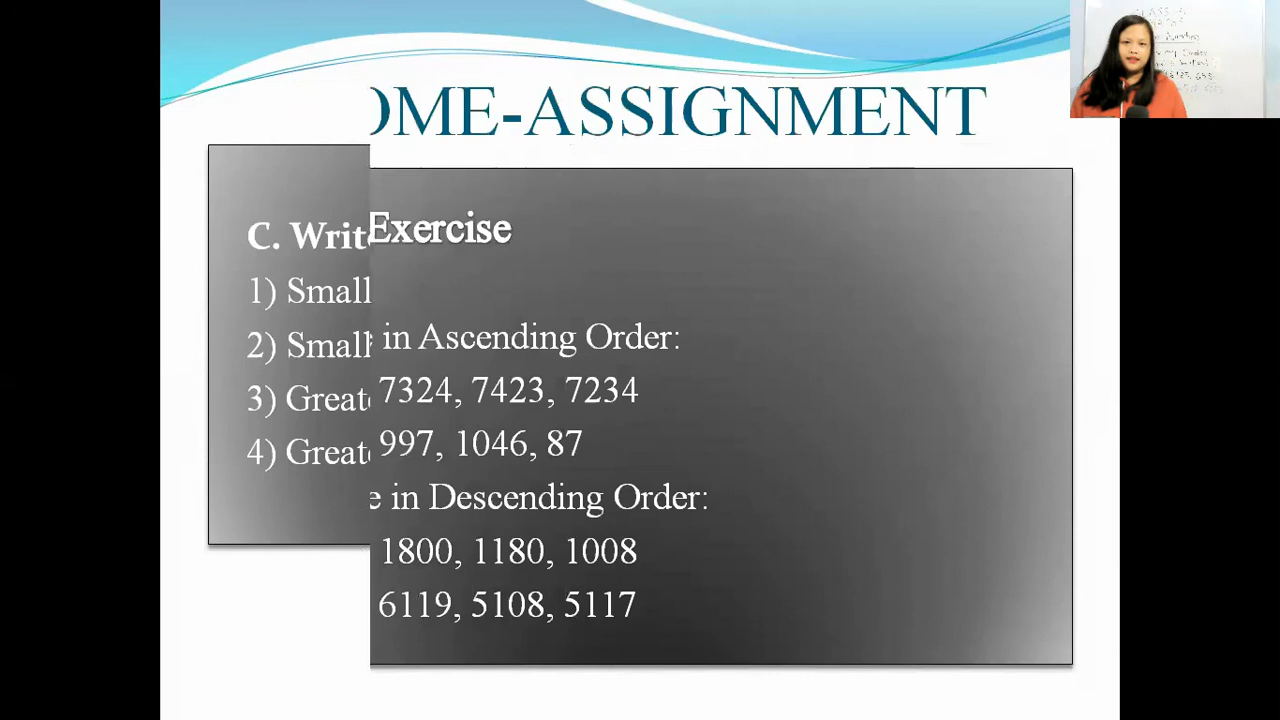 OME-ASSIGNMENT
C. Write
1) Small
2) Small
3) Great
4) Great
Exercise
in Ascending Order:
7324, 7423, 7234
997, 1046, 87
e in Descending Order:
1800, 1180, 1008
6119, 5108, 5117